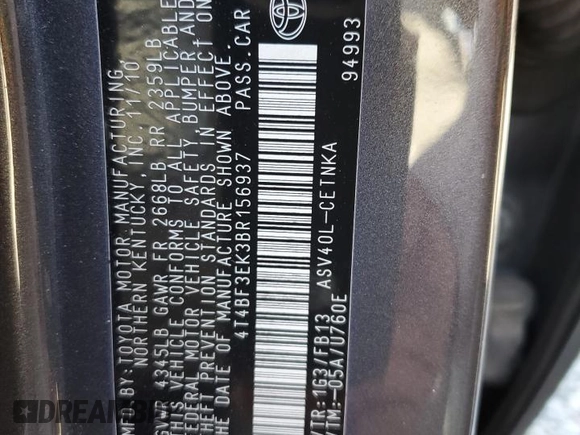 MFD. BY: TOYOTA MOTOR MANUFACTURING,
NORTHERN KENTUCKY, INC. 11/10
GVWR 4345LB GAWR FR 2668LB RR 2359LB
THIS VEHICLE CONFORMS TO ALL APPLICABLE
FEDERAL MOTOR VEHICLE SAFETY, BUMPER, AND
THEFT PREVENTION STANDARDS IN EFFECT ON
THE DATE OF MANUFACTURE SHOWN ABOVE.
4T4BF3EK3BR156937 PASS. CAR
C/TR: 1G3/FB13 ASV40L-CETNKA
A/TM: -05A/U760E 94993
DREAMBID